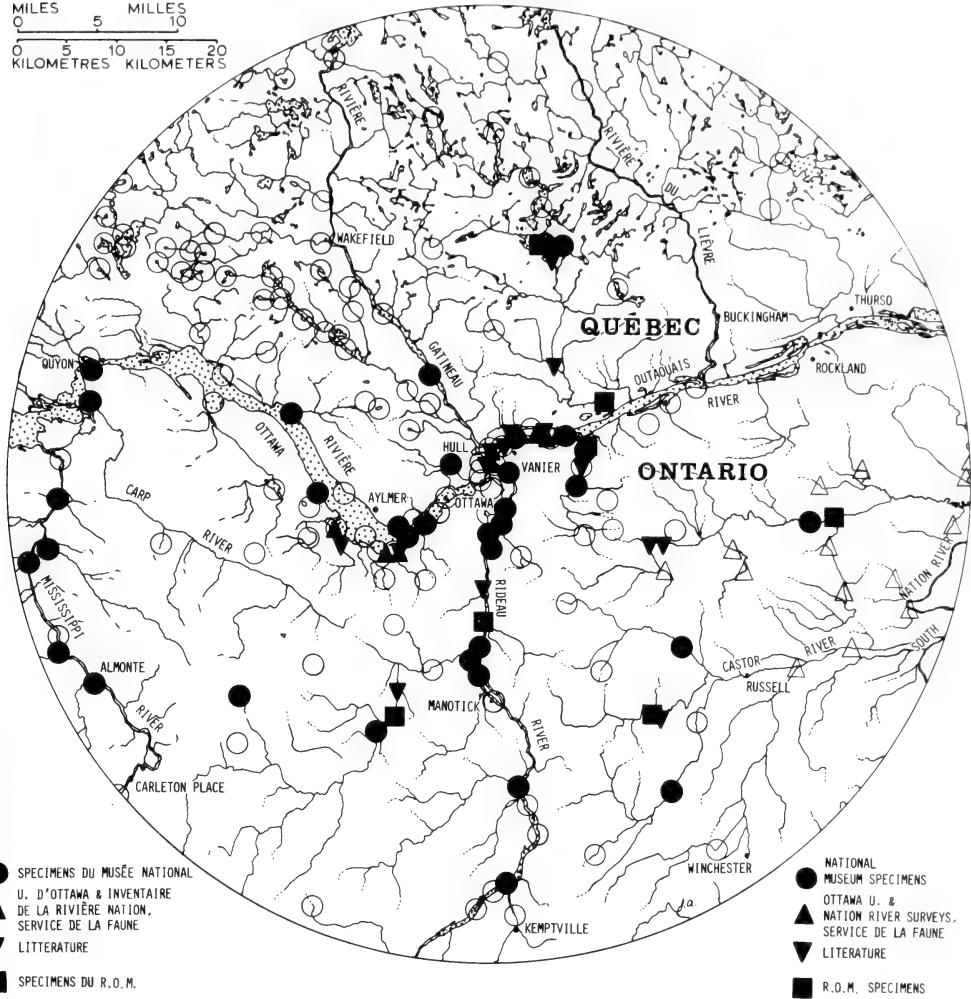 MILES MILLES
0 5 10
0 5 10 15 20
KILOMETRES KILOMETERS
RIVIÈRE
RIVIÈRE
DU
LIÈVRE
WAKEFIELD
THURSO
BUCKINGHAM
QUÉBEC
GATINEAU
QUYON
OUTAOUAIS
ROCKLAND
RIVER
OTTAWA
RIVIÈRE
HULL
VANIER
ONTARIO
AYLMER
OTTAWA
CARP
RIVER
NATION RIVER
MISSISSIPPI
RIDEAU
SOUTH
CASTOR
RIVER
RUSSELL
ALMONTE
MANOTICK
RIVER
RIVER
CARLETON PLACE
WINCHESTER
J.a.
KEMPTVILLE
SPECIMENS DU MUSÉE NATIONAL
U. D'OTTAWA & INVENTAIRE
DE LA RIVIÈRE NATION,
SERVICE DE LA FAUNE
LITTERATURE
SPECIMENS DU R.O.M.
NATIONAL
MUSEUM SPECIMENS
OTTAWA U. &
NATION RIVER SURVEYS,
SERVICE DE LA FAUNE
LITERATURE
R.O.M. SPECIMENS